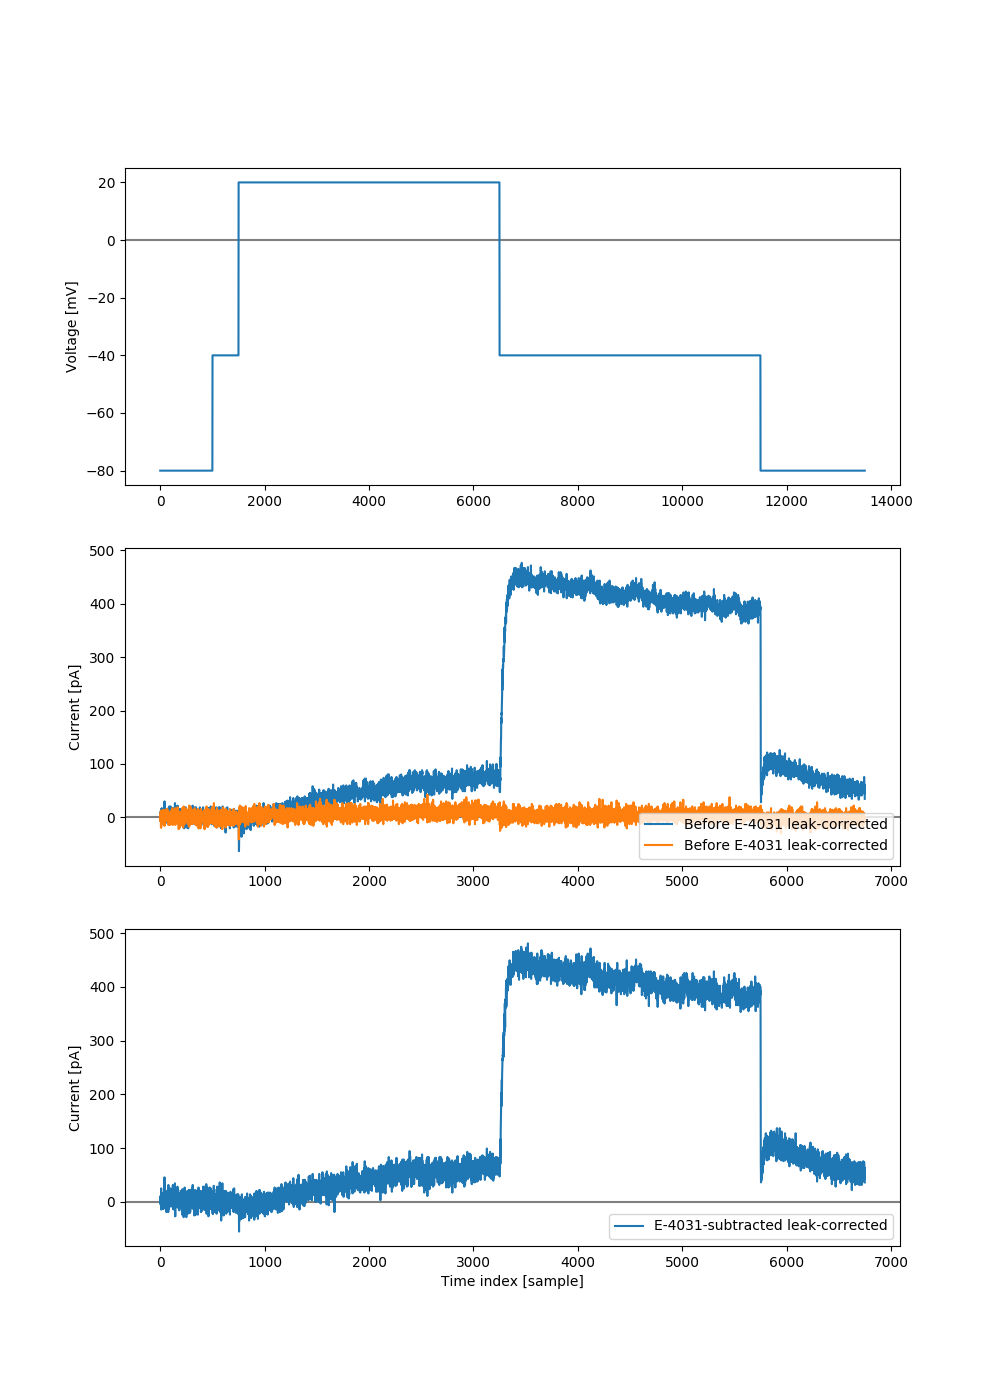 20
0
−20
−40
−60
−80
Voltage [mV]
0 2000 4000 6000 8000 10000 12000 14000
500
400
300
200
100
0
Current [pA]
Before E-4031 leak-corrected
Before E-4031 leak-corrected
0 1000 2000 3000 4000 5000 6000 7000
500
400
300
200
100
0
Current [pA]
E-4031-subtracted leak-corrected
0 1000 2000 3000 4000 5000 6000 7000
Time index [sample]